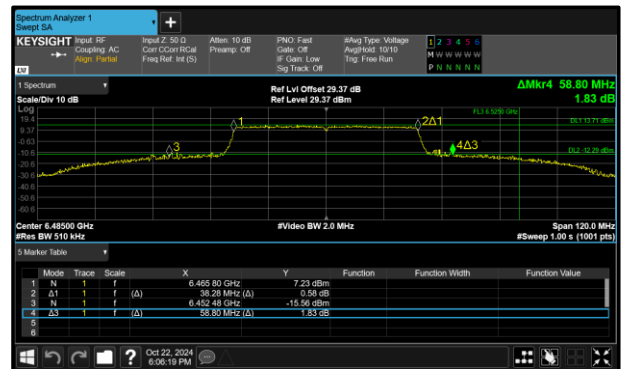 Spectrum Analyzer 1
Swept SA
KEYSIGHT Input: RF Input Z: 50 Ω Atten: 10 dB PNO: Fast #Avg Type: Voltage 1 2 3 4 5 6
Coupling: AC Corr CCorr RCal Preamp: Off Gate: Off Avg|Hold: 10/10 M W W W W W
Align: Partial Freq Ref: Int (S) IF Gain: Low Trig: Free Run
Sig Track: Off P N N N N N
LXI
1 Spectrum Ref Lvl Offset 29.37 dB ΔMkr4 58.80 MHz
Scale/Div 10 dB Ref Level 29.37 dBm 1.83 dB
Log
19.4 FL3 6.5250 GHz DL1 13.71 dBm
9.37 1 2Δ1
-0.63
-10.6 3 4Δ3 DL2 -12.29 dBm
-20.6
-30.6
-40.6
-50.6
-60.6
Center 6.48500 GHz #Video BW 2.0 MHz Span 120.0 MHz
#Res BW 510 kHz #Sweep 1.00 s (1001 pts)
5 Marker Table
Mode Trace Scale X Y Function Function Width Function Value
1 N 1 f 6.465 80 GHz 7.23 dBm
2 Δ1 1 f (Δ) 38.28 MHz (Δ) 0.58 dB
3 N 1 f 6.452 48 GHz -15.56 dBm
4 Δ3 1 f (Δ) 58.80 MHz (Δ) 1.83 dB
5
6
? Oct 22, 2024
6:06:19 PM